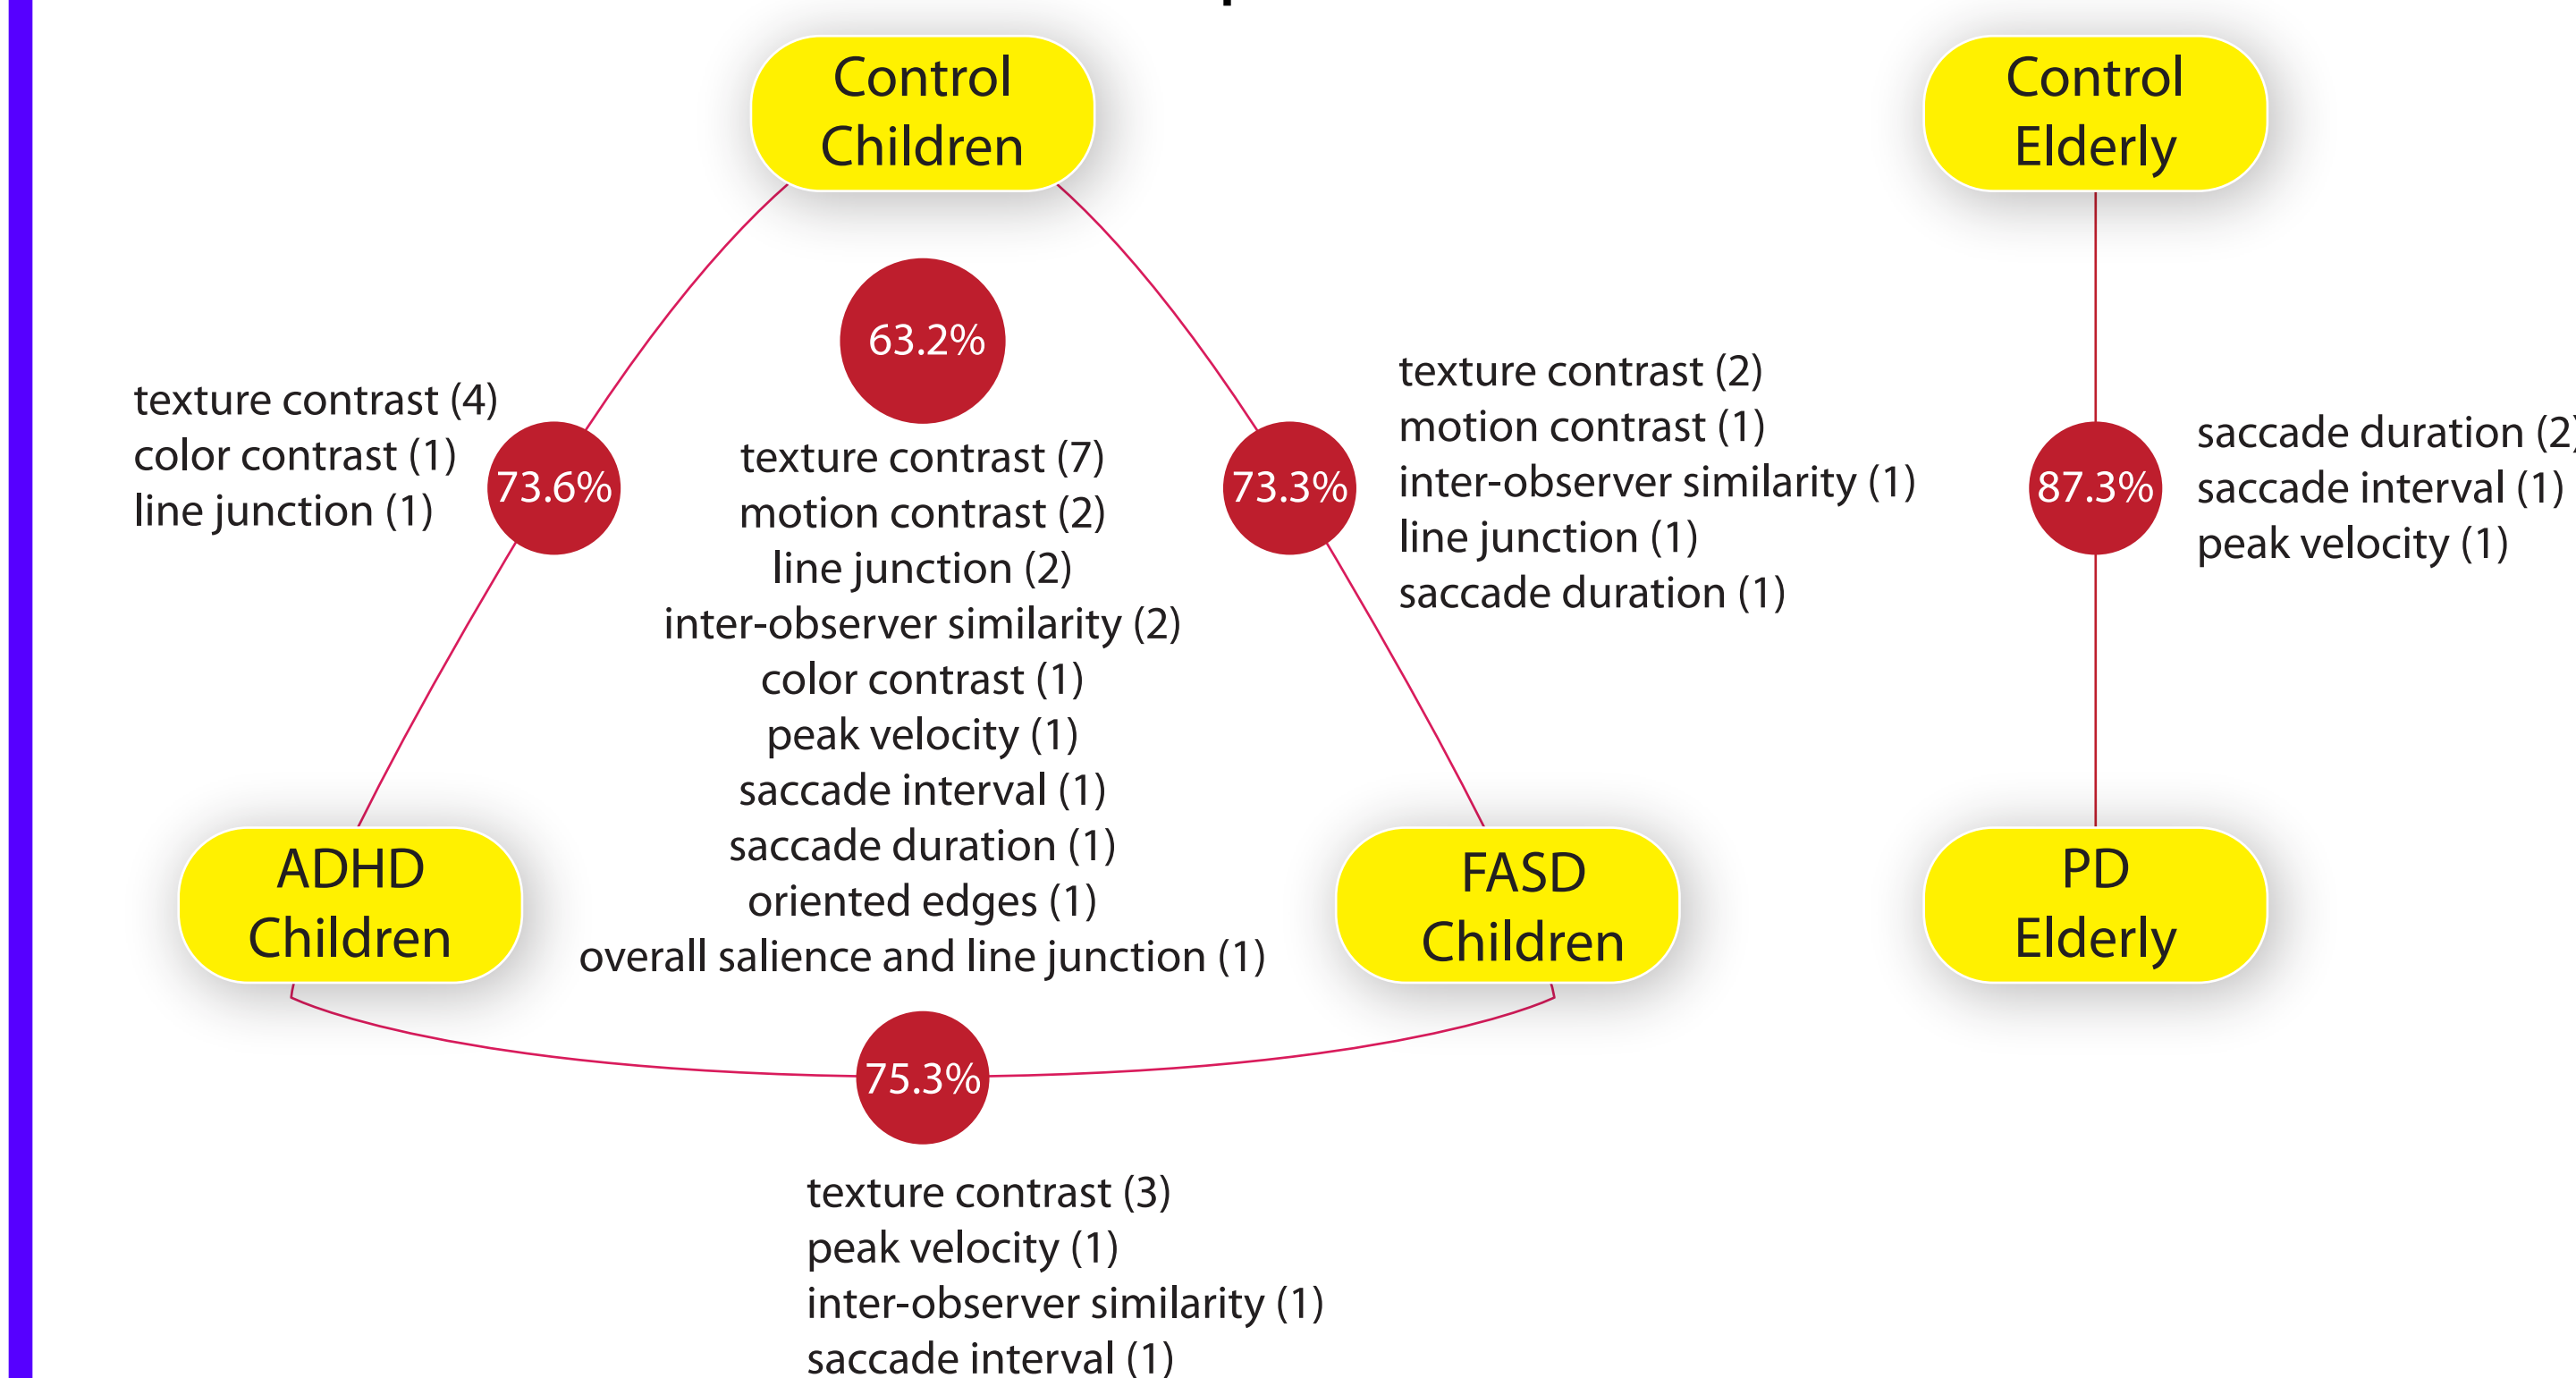 Control
Children
Control
Elderly
63.2%
texture contrast (4)
color contrast (1)
line junction (1)
73.6%
texture contrast (7)
motion contrast (2)
line junction (2)
inter-observer similarity (2)
color contrast (1)
peak velocity (1)
saccade interval (1)
saccade duration (1)
oriented edges (1)
overall salience and line junction (1)
73.3%
texture contrast (2)
motion contrast (1)
inter-observer similarity (1)
line junction (1)
saccade duration (1)
87.3%
saccade duration (2)
saccade interval (1)
peak velocity (1)
ADHD
Children
FASD
Children
PD
Elderly
75.3%
texture contrast (3)
peak velocity (1)
inter-observer similarity (1)
saccade interval (1)